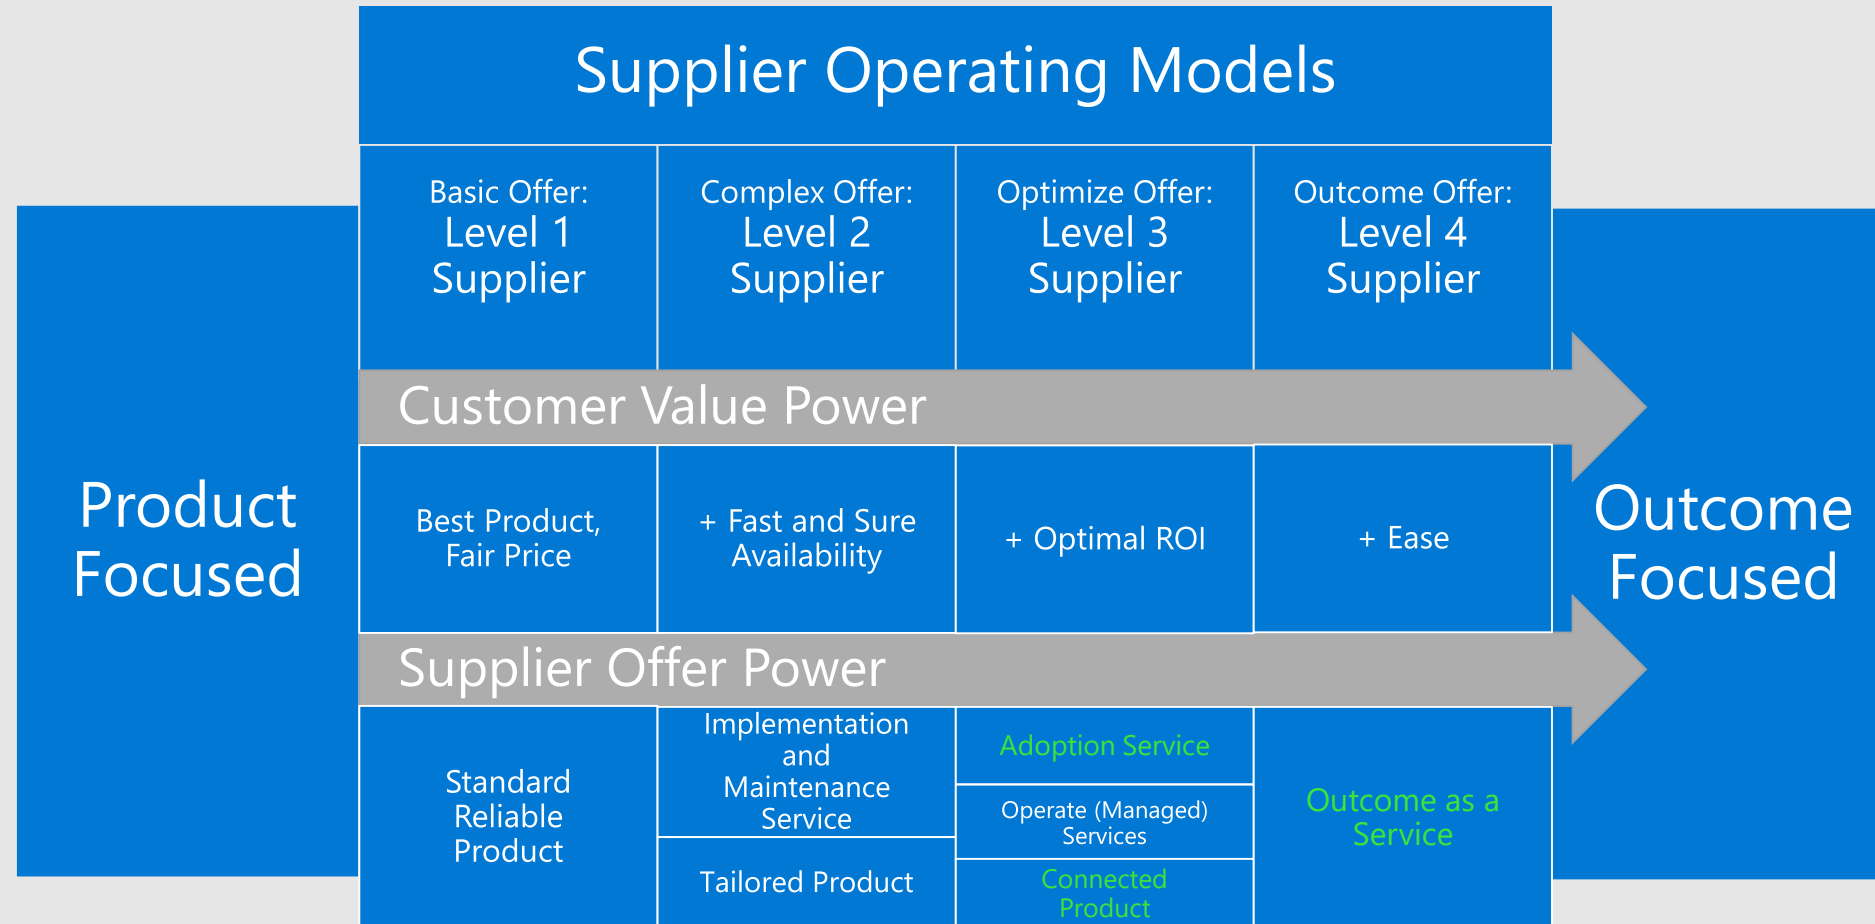 Supplier Operating Models
Basic Offer:
Level 1
Supplier
Complex Offer:
Level 2
Supplier
Optimize Offer:
Level 3
Supplier
Outcome Offer:
Level 4
Supplier
Customer Value Power
Product
Focused
Best Product,
Fair Price
+ Fast and Sure
Availability
+ Optimal ROI
+ Ease
Outcome
Focused
Supplier Offer Power
Standard
Reliable
Product
Implementation
and
Maintenance
Service
Tailored Product
Adoption Service
Operate (Managed)
Services
Connected
Product
Outcome as a
Service